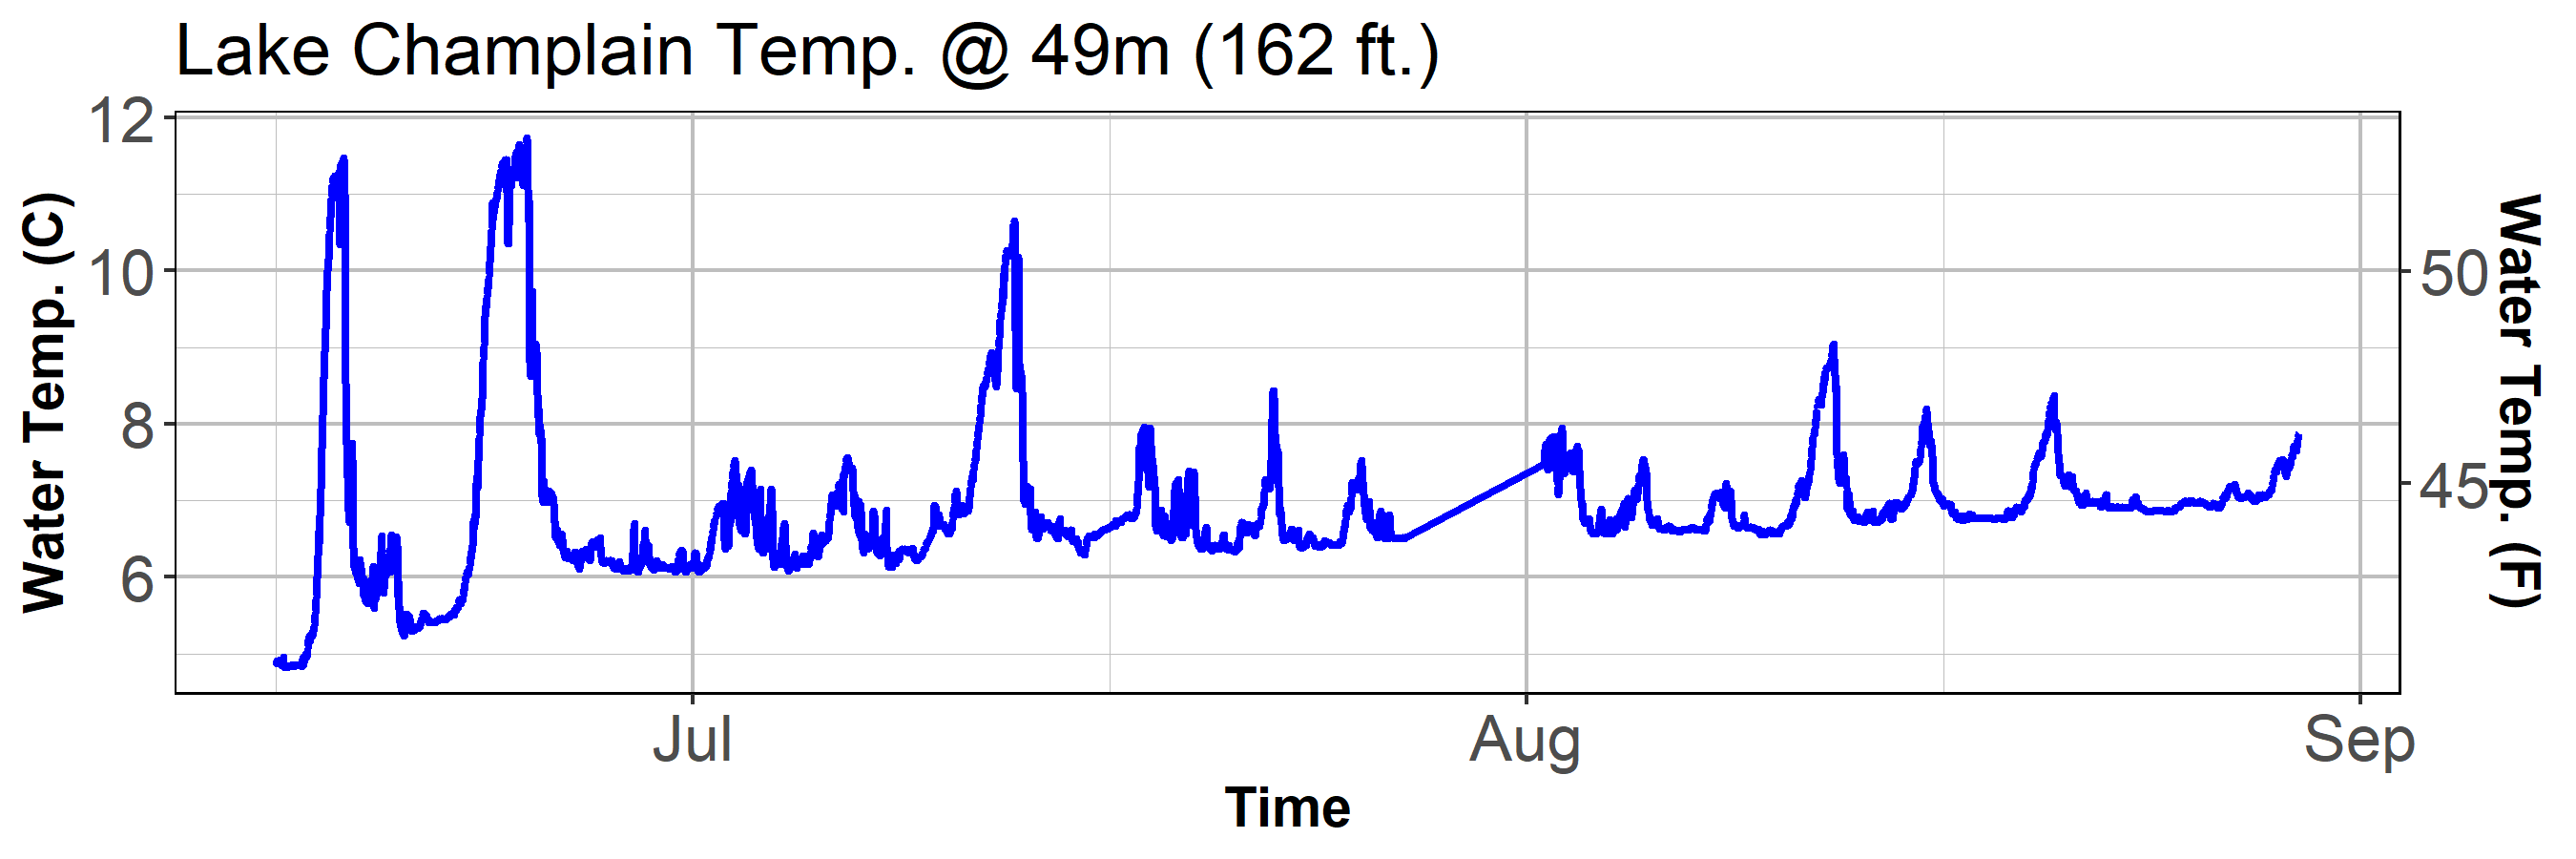 Lake Champlain Temp. @ 49m (162 ft.)
Water Temp. (C)
12
10
8
6
50
45
Water Temp. (F)
Jul
Aug
Sep
Time